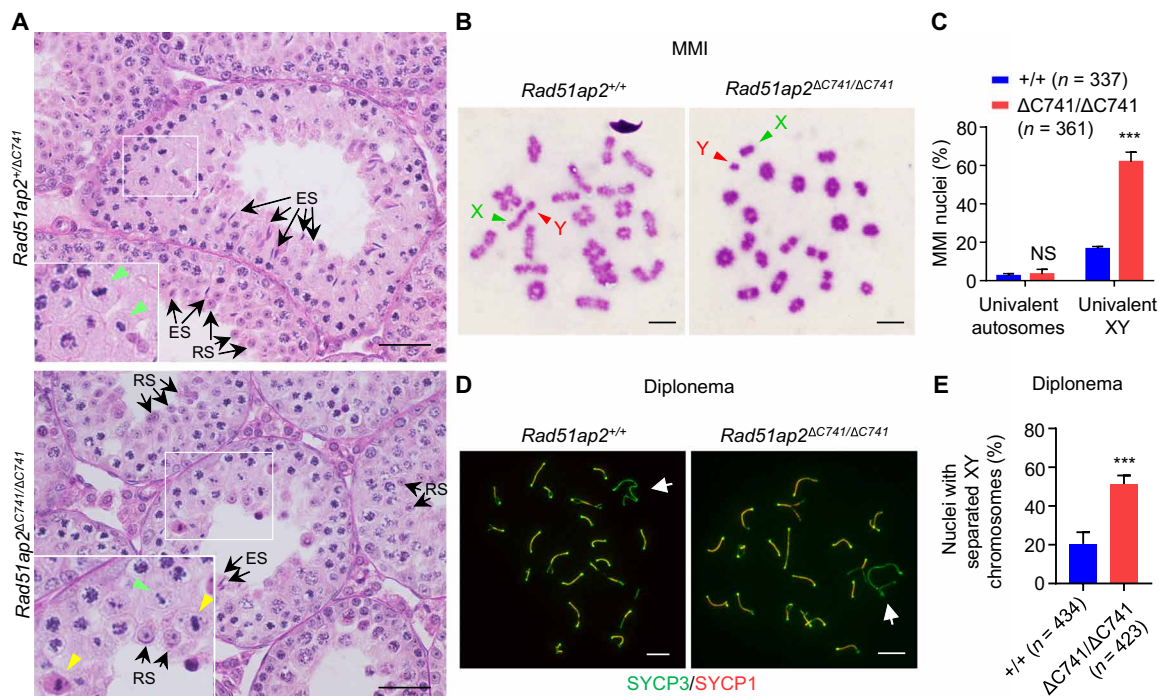 A
Rad51ap2+/ΔC741
ES
ES
RS
Rad51ap2ΔC741/ΔC741
RS
RS
ES
RS
B
MMI
Rad51ap2+/+
Rad51ap2ΔC741/ΔC741
X
Y
X
Y
C
+/+ (n = 337)
ΔC741/ΔC741
(n = 361)
MMI nuclei (%)
80
60
40
20
0
NS
***
Univalent
autosomes
Univalent
XY
D
Diplonema
Rad51ap2+/+
Rad51ap2ΔC741/ΔC741
SYCP3/SYCP1
E
Diplonema
Nuclei with
separated XY
chromosomes (%)
80
60
40
20
0
***
+/+ (n = 434)
ΔC741/ΔC741
(n = 423)